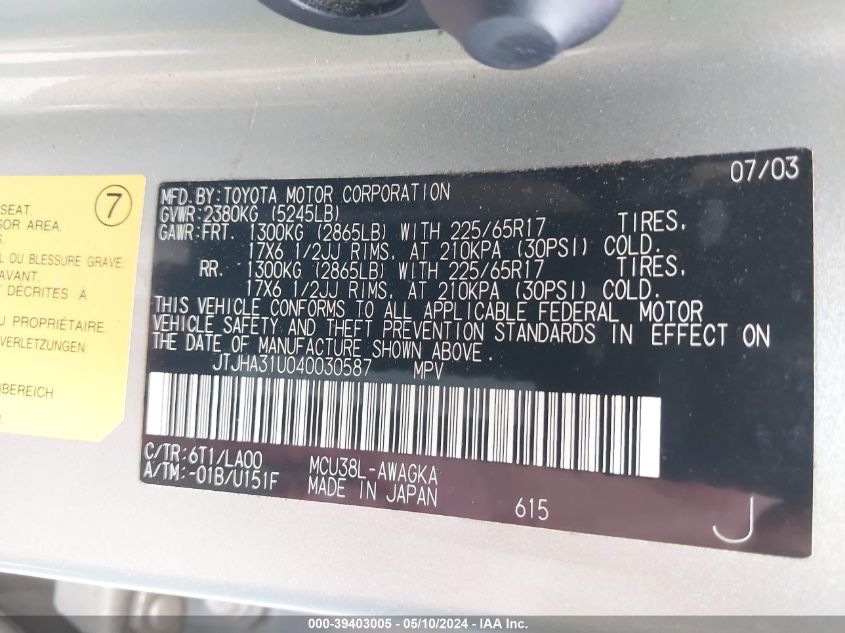 7
SEAT.
SOR AREA.
L OU BLESSURE GRAVE.
AVANT.
T DÉCRITES À
U PROPRIÉTAIRE.
VERLETZUNGEN:
BEREICH
07/03
MFD. BY: TOYOTA MOTOR CORPORATION
GVWR: 2380KG (5245LB)
GAWR: FRT. 1300KG (2865LB) WITH 225/65R17 TIRES.
17X6 1/2JJ RIMS, AT 210KPA (30PSI) COLD.
RR. 1300KG (2865LB) WITH 225/65R17 TIRES.
17X6 1/2JJ RIMS, AT 210KPA (30PSI) COLD.
THIS VEHICLE CONFORMS TO ALL APPLICABLE FEDERAL MOTOR
VEHICLE SAFETY AND THEFT PREVENTION STANDARDS IN EFFECT ON
THE DATE OF MANUFACTURE SHOWN ABOVE.
JTJHA31U040030587 MPV
C/TR: 6T1/LA00 MCU38L-AWAGKA
A/TM: -01B/U151F MADE IN JAPAN
615
J
000-39403005 - 05/10/2024 - IAA Inc.